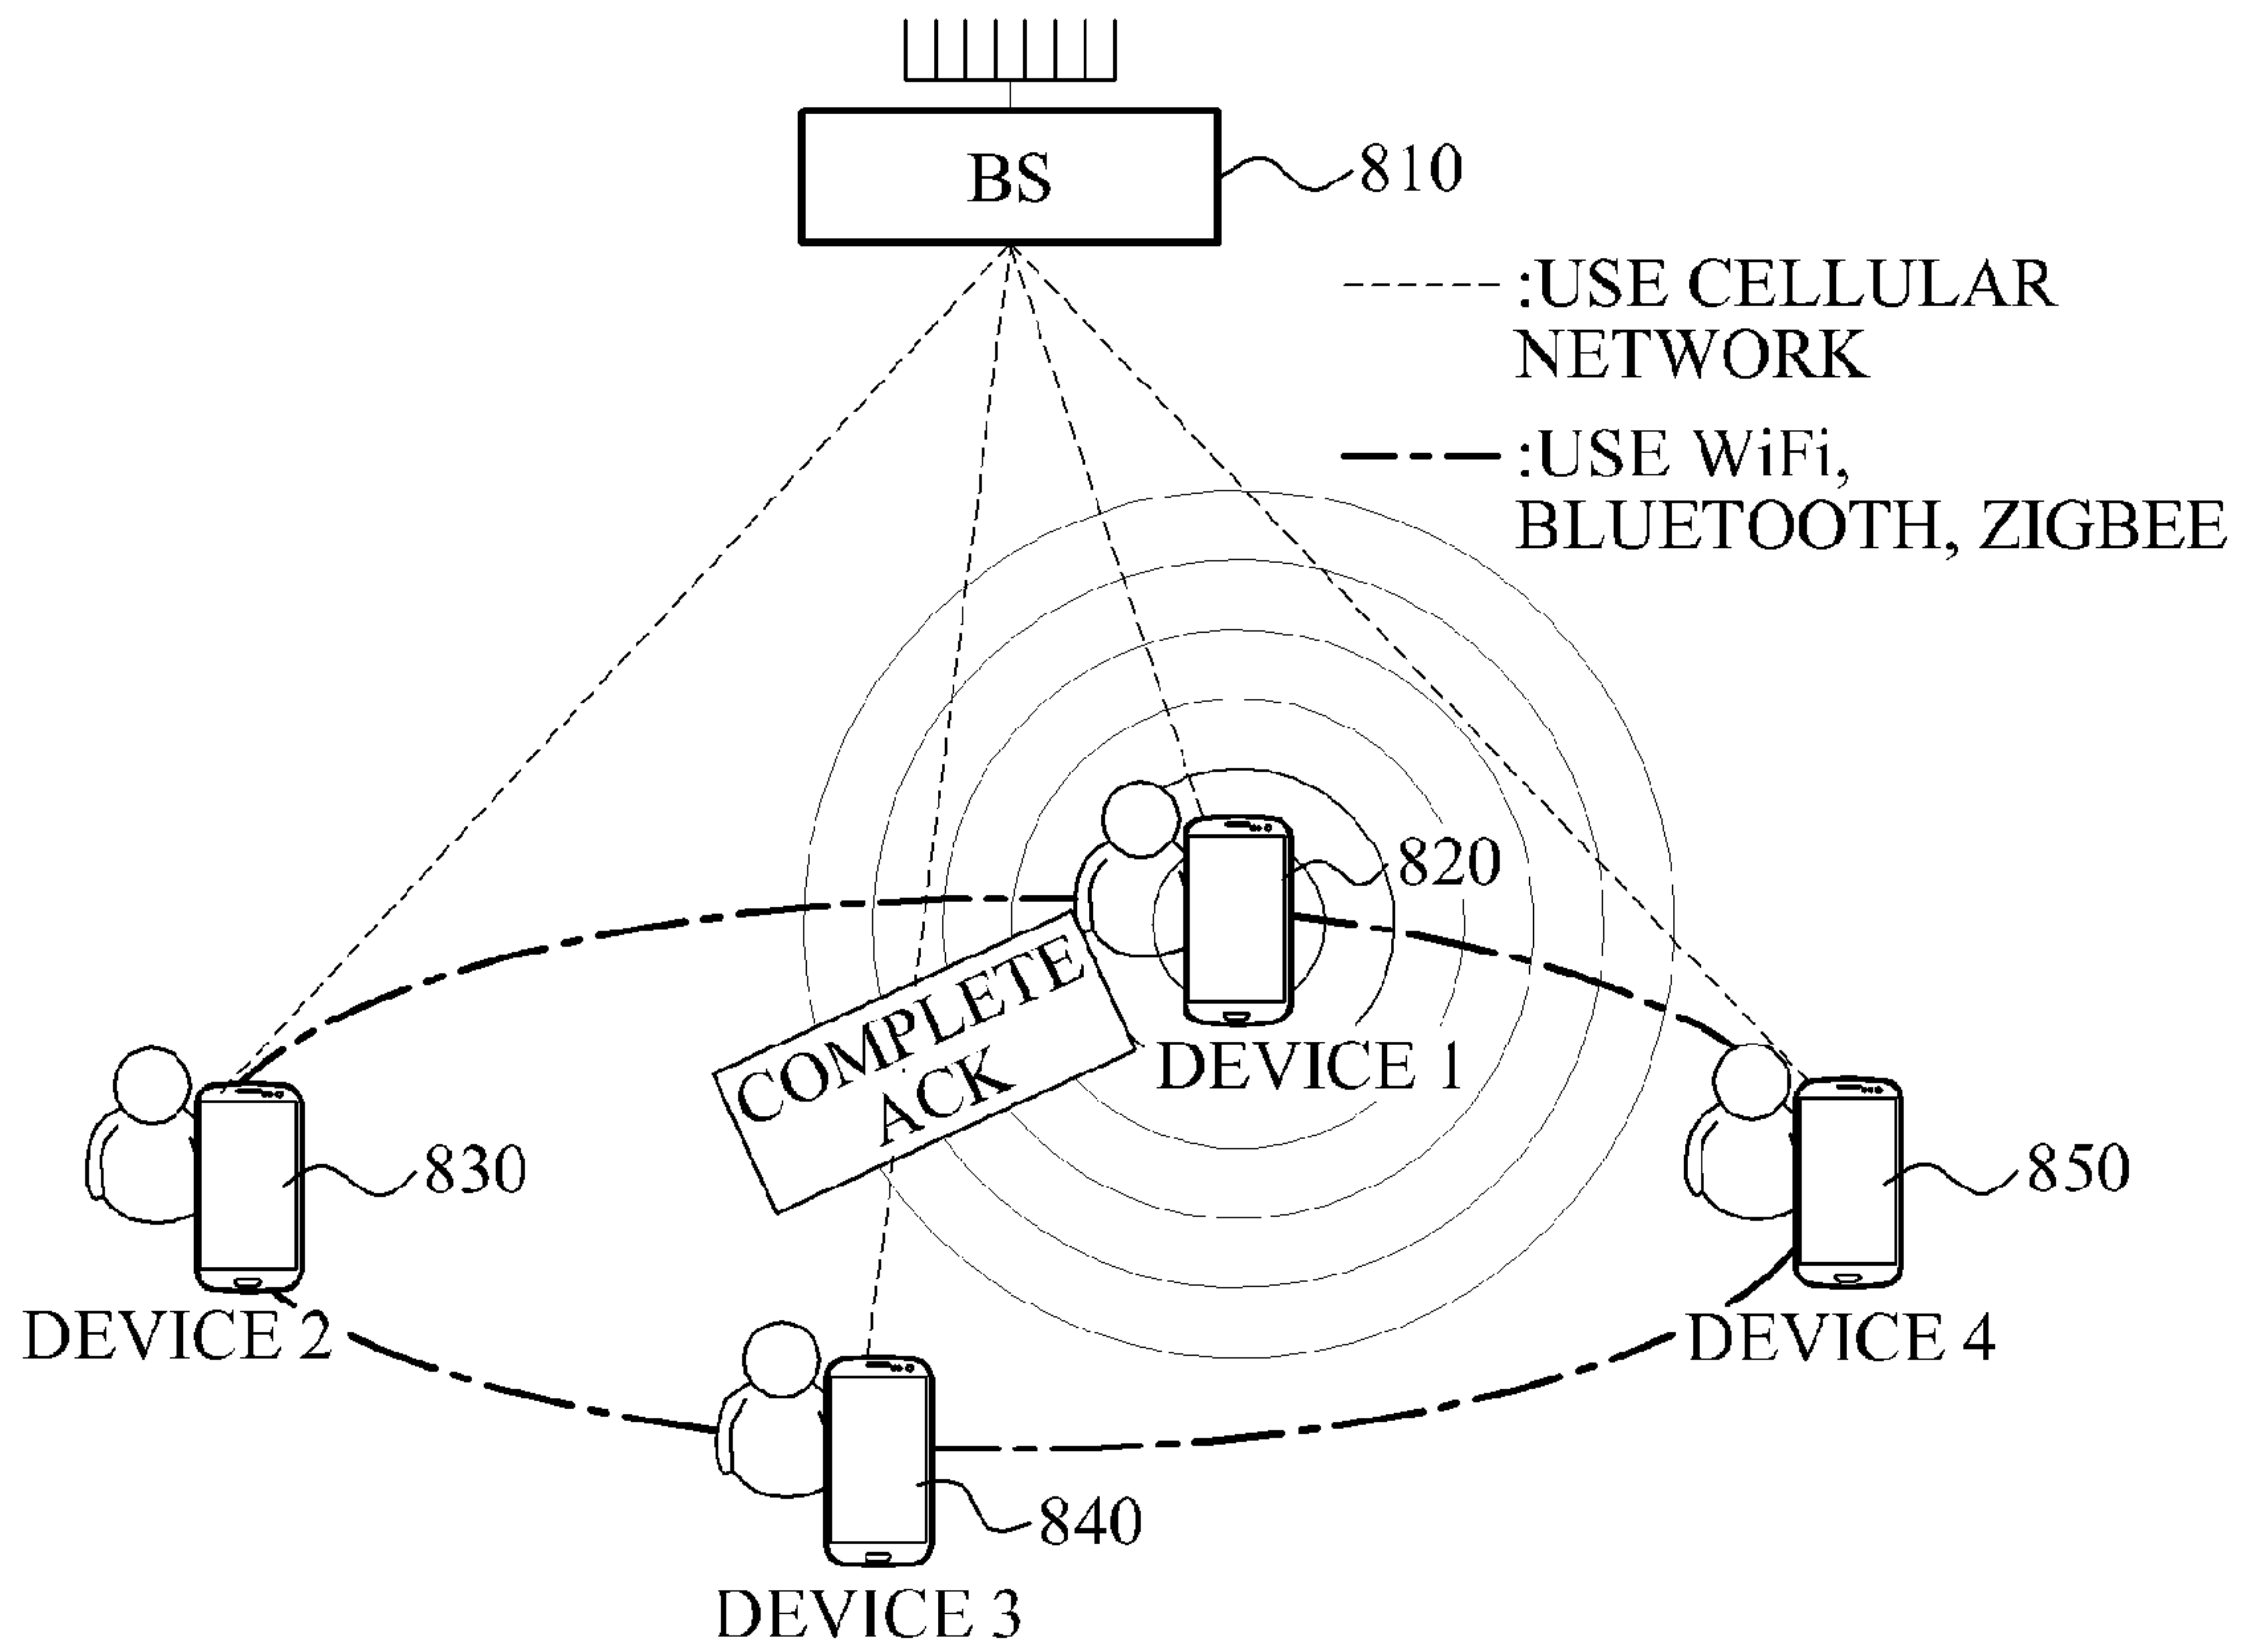 BS
810
:USE CELLULAR
NETWORK
:USE WiFi,
BLUETOOTH, ZIGBEE
820
COMPLETE
ACK
DEVICE 1
830
850
DEVICE 2
DEVICE 4
840
DEVICE 3